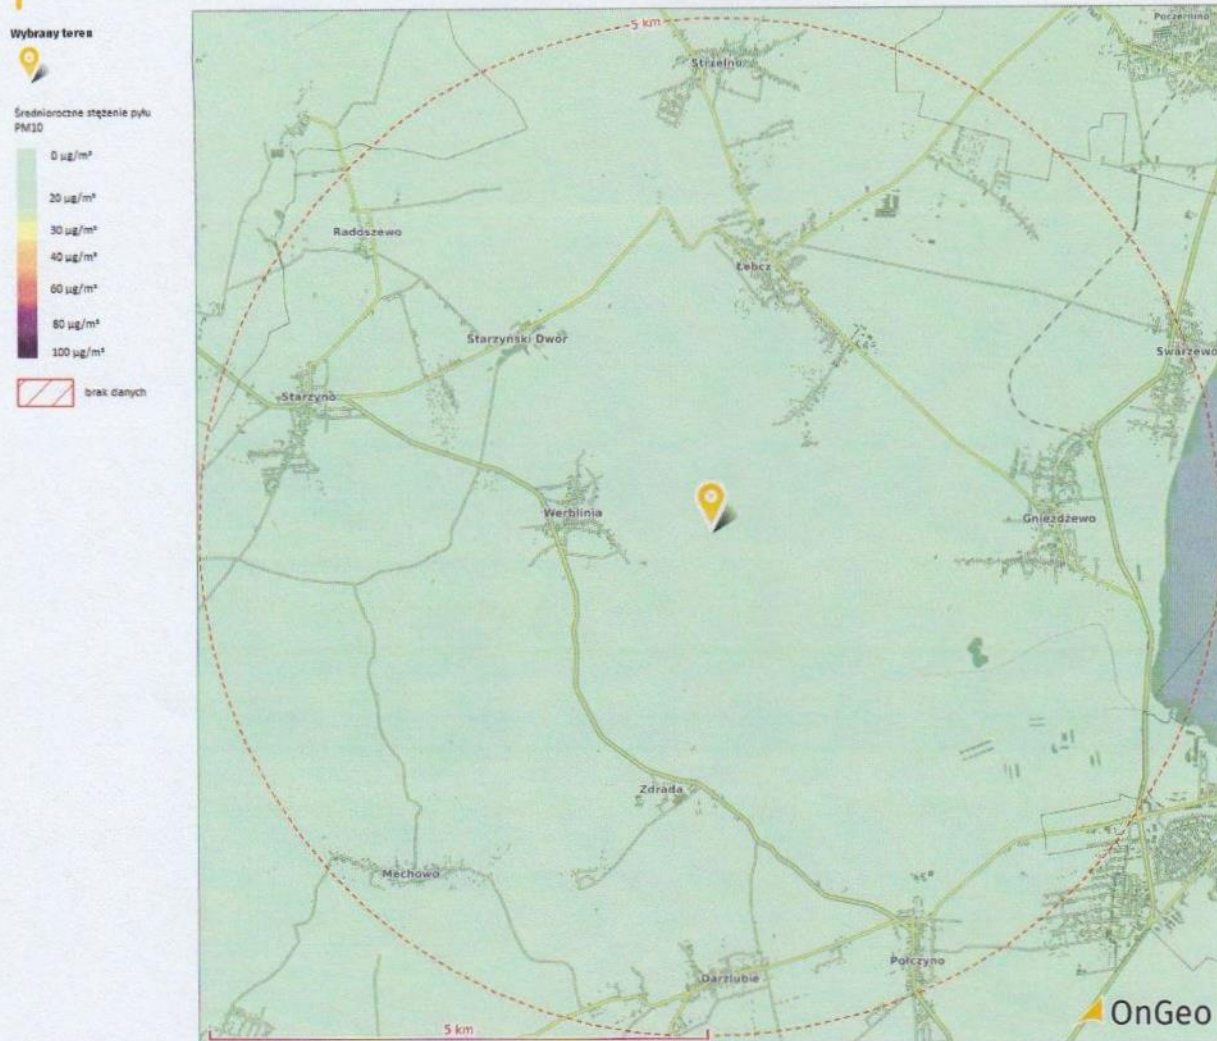 Wybrany teren
Średnioroczne stężenie pyłu
PM10
0 µg/m³
20 µg/m³
30 µg/m³
40 µg/m³
60 µg/m³
80 µg/m³
100 µg/m³
brak danych
5 km
Strzelno
Poczernino
Radoszewo
Łebcz
Starzyński Dwór
Swarzewo
Starzyno
Werblinia
Gnieżdżewo
Zdrada
Mechowo
Połczyno
Darzlubie
5 km
OnGeo